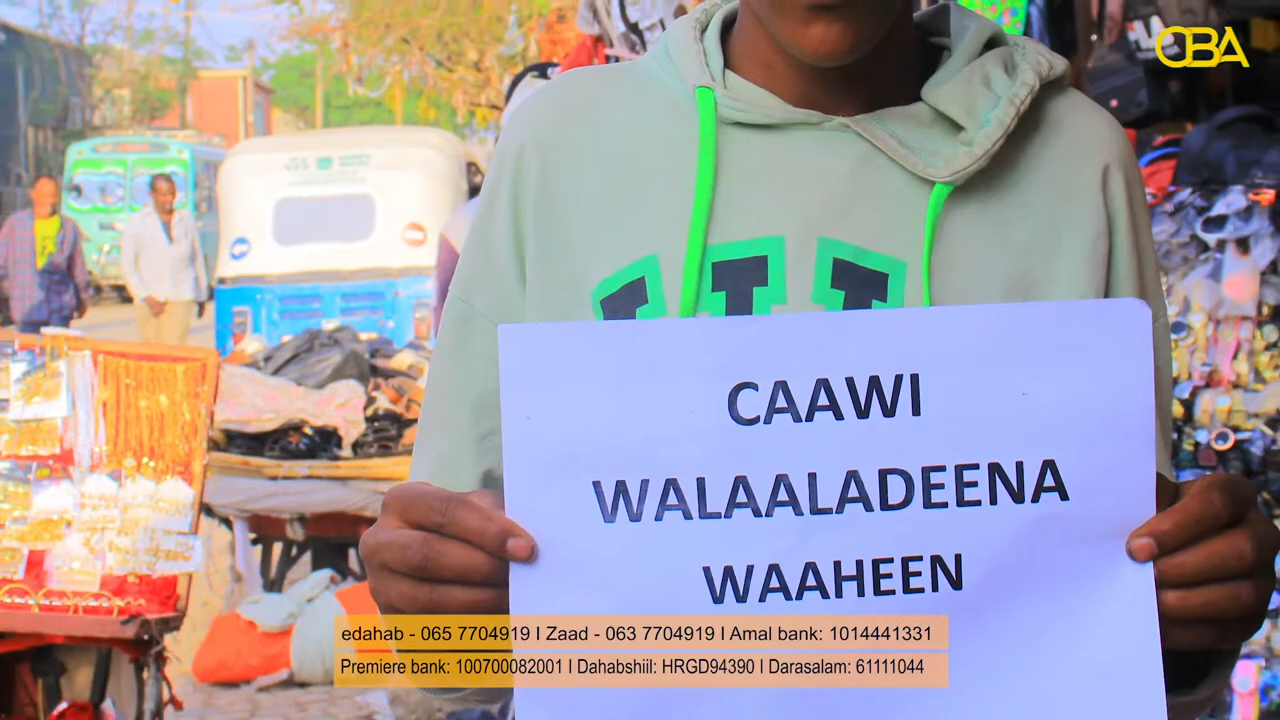 OBA
CAAWI
WALAALADEENA
WAAHEEN
edahab - 065 7704919 I Zaad - 063 7704919 I Amal bank: 1014441331
Premiere bank: 100700082001 I Dahabshiil: HRGD94390 I Darasalam: 61111044